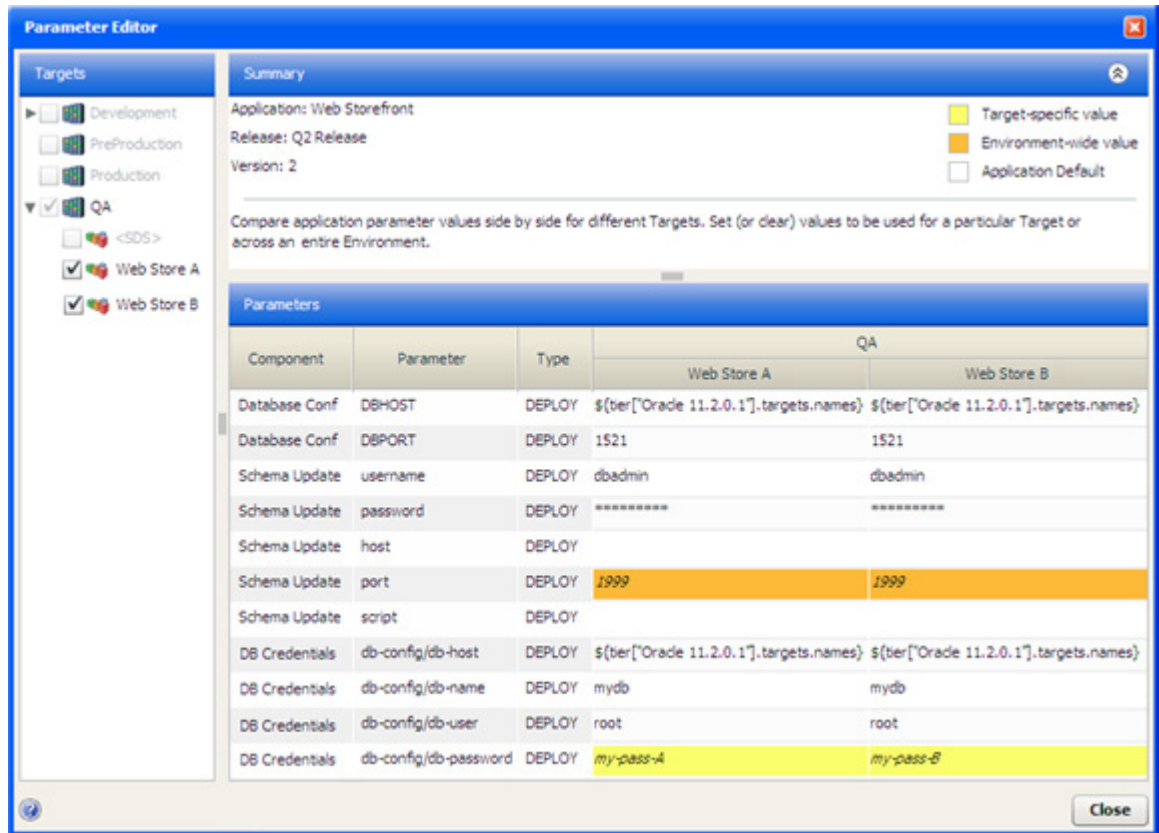 Parameter Editor
Targets
Development
PreProduction
Production
QA
<SDS>
Web Store A
Web Store B
Summary
Application: Web Storefront
Release: Q2 Release
Version: 2
Target-specific value
Environment-wide value
Application Default
Compare application parameter values side by side for different Targets. Set (or clear) values to be used for a particular Target or
across an entire Environment.
Parameters
Component Parameter Type QA
Web Store A Web Store B
Database Conf DBHOST DEPLOY ${tier["Oracle 11.2.0.1"].targets.names} ${tier["Oracle 11.2.0.1"].targets.names}
Database Conf DBPORT DEPLOY 1521 1521
Schema Update username DEPLOY dbadmin dbadmin
Schema Update password DEPLOY ********* *********
Schema Update host DEPLOY
Schema Update port DEPLOY 1999 1999
Schema Update script DEPLOY
DB Credentials db-config/db-host DEPLOY ${tier["Oracle 11.2.0.1"].targets.names} ${tier["Oracle 11.2.0.1"].targets.names}
DB Credentials db-config/db-name DEPLOY mydb mydb
DB Credentials db-config/db-user DEPLOY root root
DB Credentials db-config/db-password DEPLOY my-pass-A my-pass-B
Close